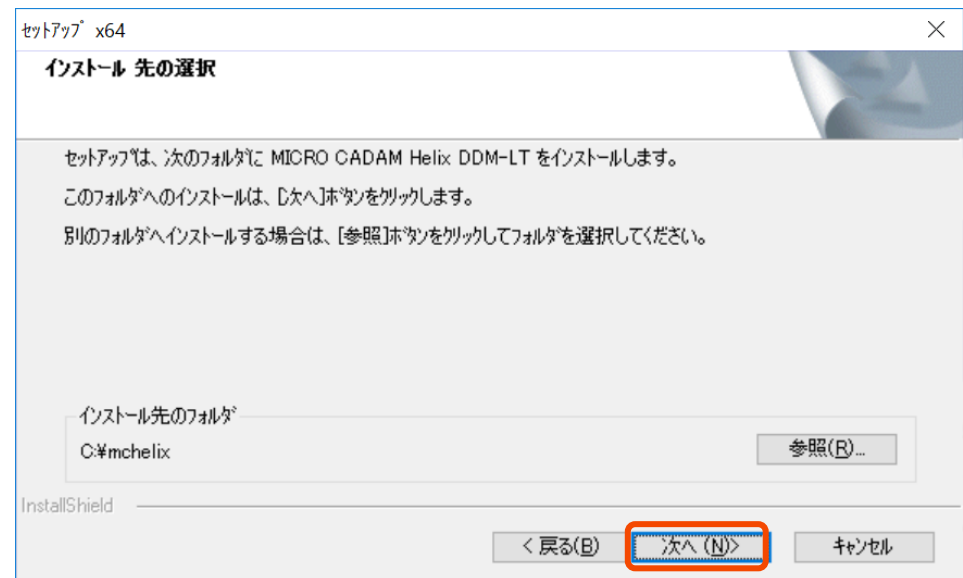 セットアップ x64
インストール 先の選択
セットアップは、次のフォルダに MICRO CADAM Helix DDM-LT をインストールします。
このフォルダへのインストールは、[次へ]ボタンをクリックします。
別のフォルダへインストールする場合は、[参照]ボタンをクリックしてフォルダを選択してください。
インストール先のフォルダ
C:¥mchelix
参照(R)...
InstallShield
< 戻る(B)
次へ (N)>
キャンセル